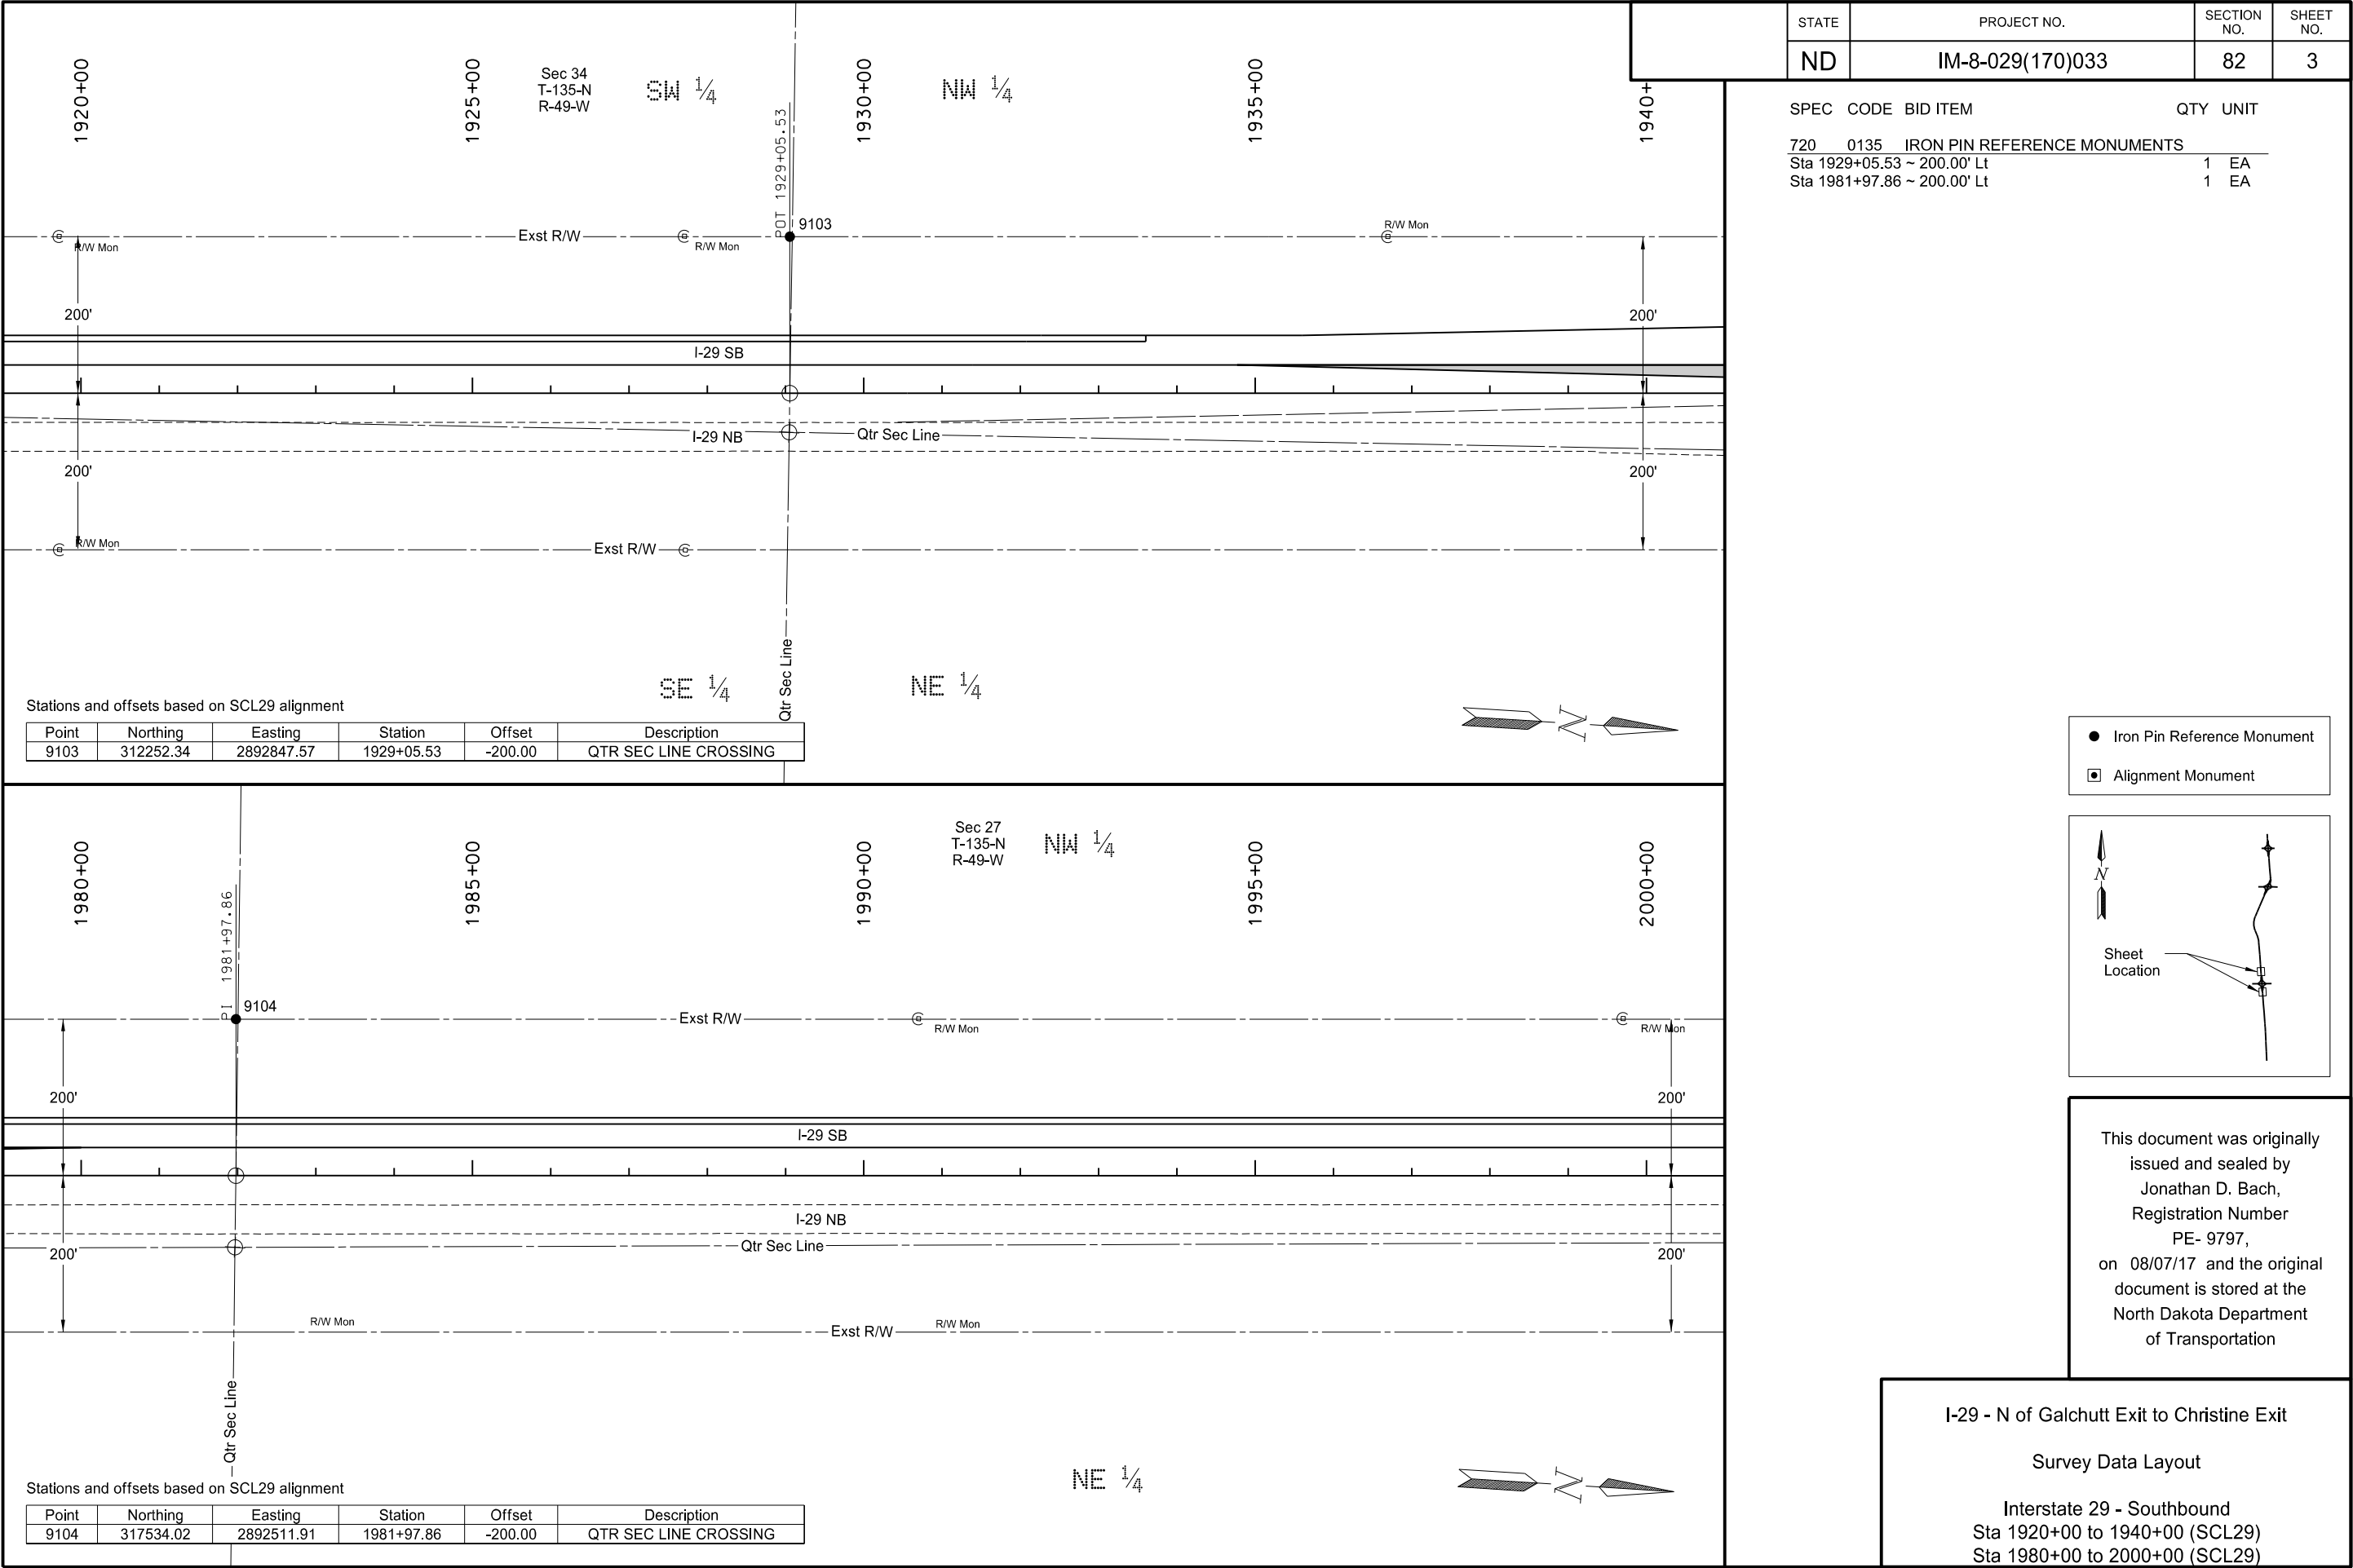 STATE PROJECT NO. SECTION NO. SHEET NO.
ND IM-8-029(170)033 82 3
SPEC CODE BID ITEM QTY UNIT
720 0135 IRON PIN REFERENCE MONUMENTS
Sta 1929+05.53 ~ 200.00' Lt 1 EA
Sta 1981+97.86 ~ 200.00' Lt 1 EA
1920+00
1925+00
Sec 34
T-135-N
R-49-W
SW 1/4
POT 1929+05.53
1930+00
NW 1/4
1935+00
1940+
9103
R/W Mon
Exst R/W
R/W Mon
R/W Mon
200'
200'
I-29 SB
I-29 NB
Qtr Sec Line
200'
200'
R/W Mon
Exst R/W
Qtr Sec Line
SE 1/4
NE 1/4
N
Stations and offsets based on SCL29 alignment
Point Northing Easting Station Offset Description
9103 312252.34 2892847.57 1929+05.53 -200.00 QTR SEC LINE CROSSING
1980+00
PI 1981+97.86
1985+00
1990+00
Sec 27
T-135-N
R-49-W
NW 1/4
1995+00
2000+00
9104
Exst R/W
R/W Mon
R/W Mon
200'
200'
I-29 SB
I-29 NB
Qtr Sec Line
200'
200'
R/W Mon
Exst R/W
R/W Mon
Qtr Sec Line
NE 1/4
N
Stations and offsets based on SCL29 alignment
Point Northing Easting Station Offset Description
9104 317534.02 2892511.91 1981+97.86 -200.00 QTR SEC LINE CROSSING
Iron Pin Reference Monument
Alignment Monument
N
Sheet
Location
This document was originally
issued and sealed by
Jonathan D. Bach,
Registration Number
PE- 9797,
on 08/07/17 and the original
document is stored at the
North Dakota Department
of Transportation
I-29 - N of Galchutt Exit to Christine Exit
Survey Data Layout
Interstate 29 - Southbound
Sta 1920+00 to 1940+00 (SCL29)
Sta 1980+00 to 2000+00 (SCL29)